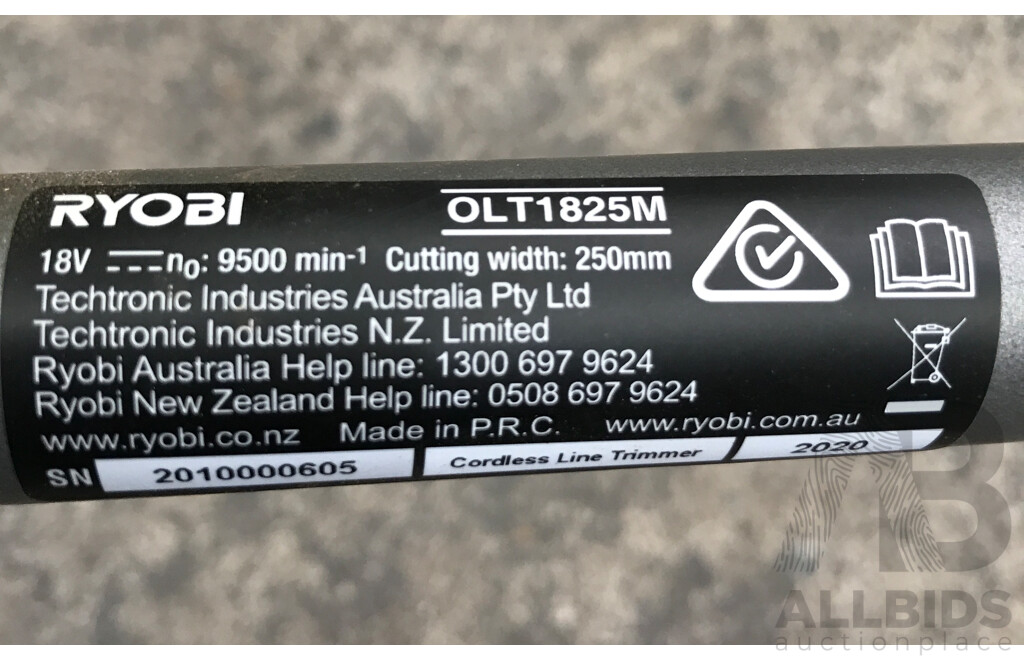 RYOBI
OLT1825M
18V n0: 9500 min-1 Cutting width: 250mm
Techtronic Industries Australia Pty Ltd
Techtronic Industries N.Z. Limited
Ryobi Australia Help line: 1300 697 9624
Ryobi New Zealand Help line: 0508 697 9624
www.ryobi.co.nz Made in P.R.C. www.ryobi.com.au
SN 2010000605 Cordless Line Trimmer 2020
AB
ALLBIDS
auctionplace